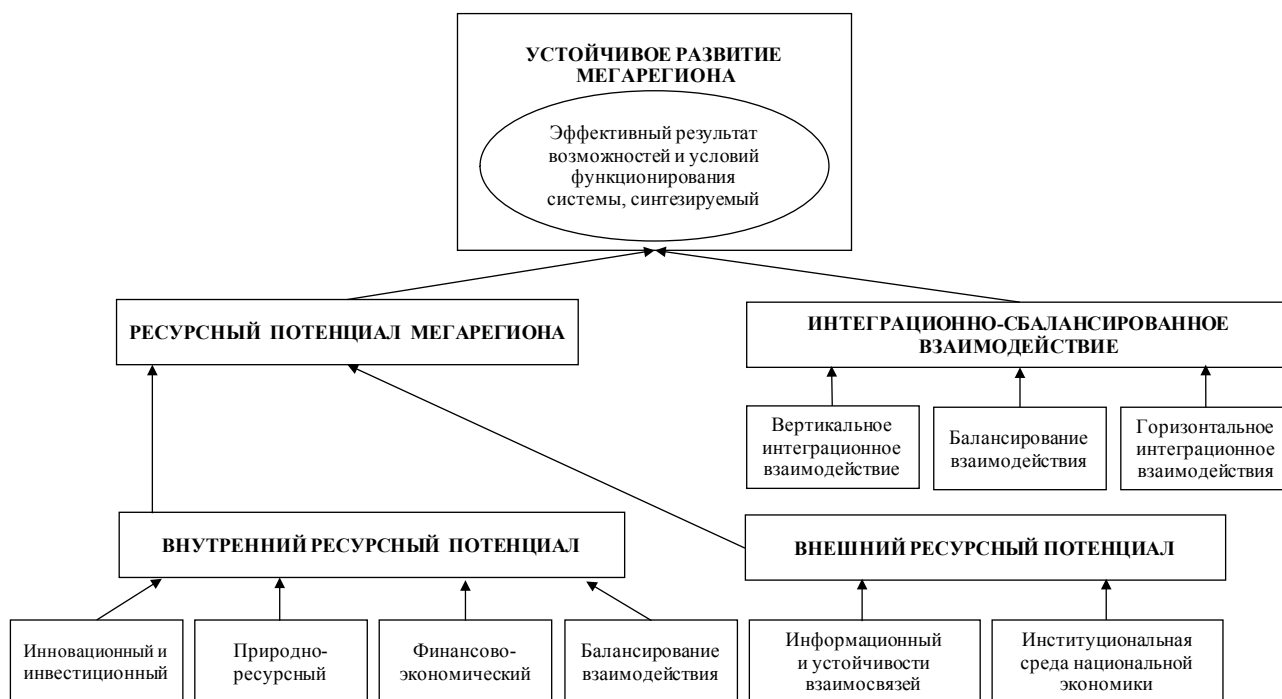 УСТОЙЧИВОЕ РАЗВИТИЕ
МЕГАРЕГИОНА
Эффективный результат
возможностей и условий
функционирования
системы, синтезируемый
РЕСУРСНЫЙ ПОТЕНЦИАЛ МЕГАРЕГИОНА
ИНТЕГРАЦИОННО-СБАЛАНСИРОВАННОЕ
ВЗАИМОДЕЙСТВИЕ
Вертикальное
интеграционное
взаимодействие
Балансирование
взаимодействия
Горизонтальное
интеграционное
взаимодействия
ВНУТРЕННИЙ РЕСУРСНЫЙ ПОТЕНЦИАЛ
ВНЕШНИЙ РЕСУРСНЫЙ ПОТЕНЦИАЛ
Инновационный и
инвестиционный
Природно-
ресурсный
Финансово-
экономический
Балансирование
взаимодействия
Информационный
и устойчивости
взаимосвязей
Институциональная
среда национальной
экономики